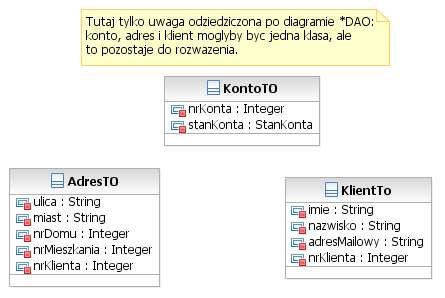 Tutaj tylko uwaga odziedziczona po diagramie *DAO:
konto, adres i klient moglyby byc jedna klasa, ale
to pozostaje do rozwazenia.
KontoTO
nrKonta : Integer
stanKonta : StanKonta
AdresTO
ulica : String
miast : String
nrDomu : Integer
nrMieszkania : Integer
nrKlienta : Integer
KlientTo
imie : String
nazwisko : String
adresMailowy : String
nrKlienta : Integer